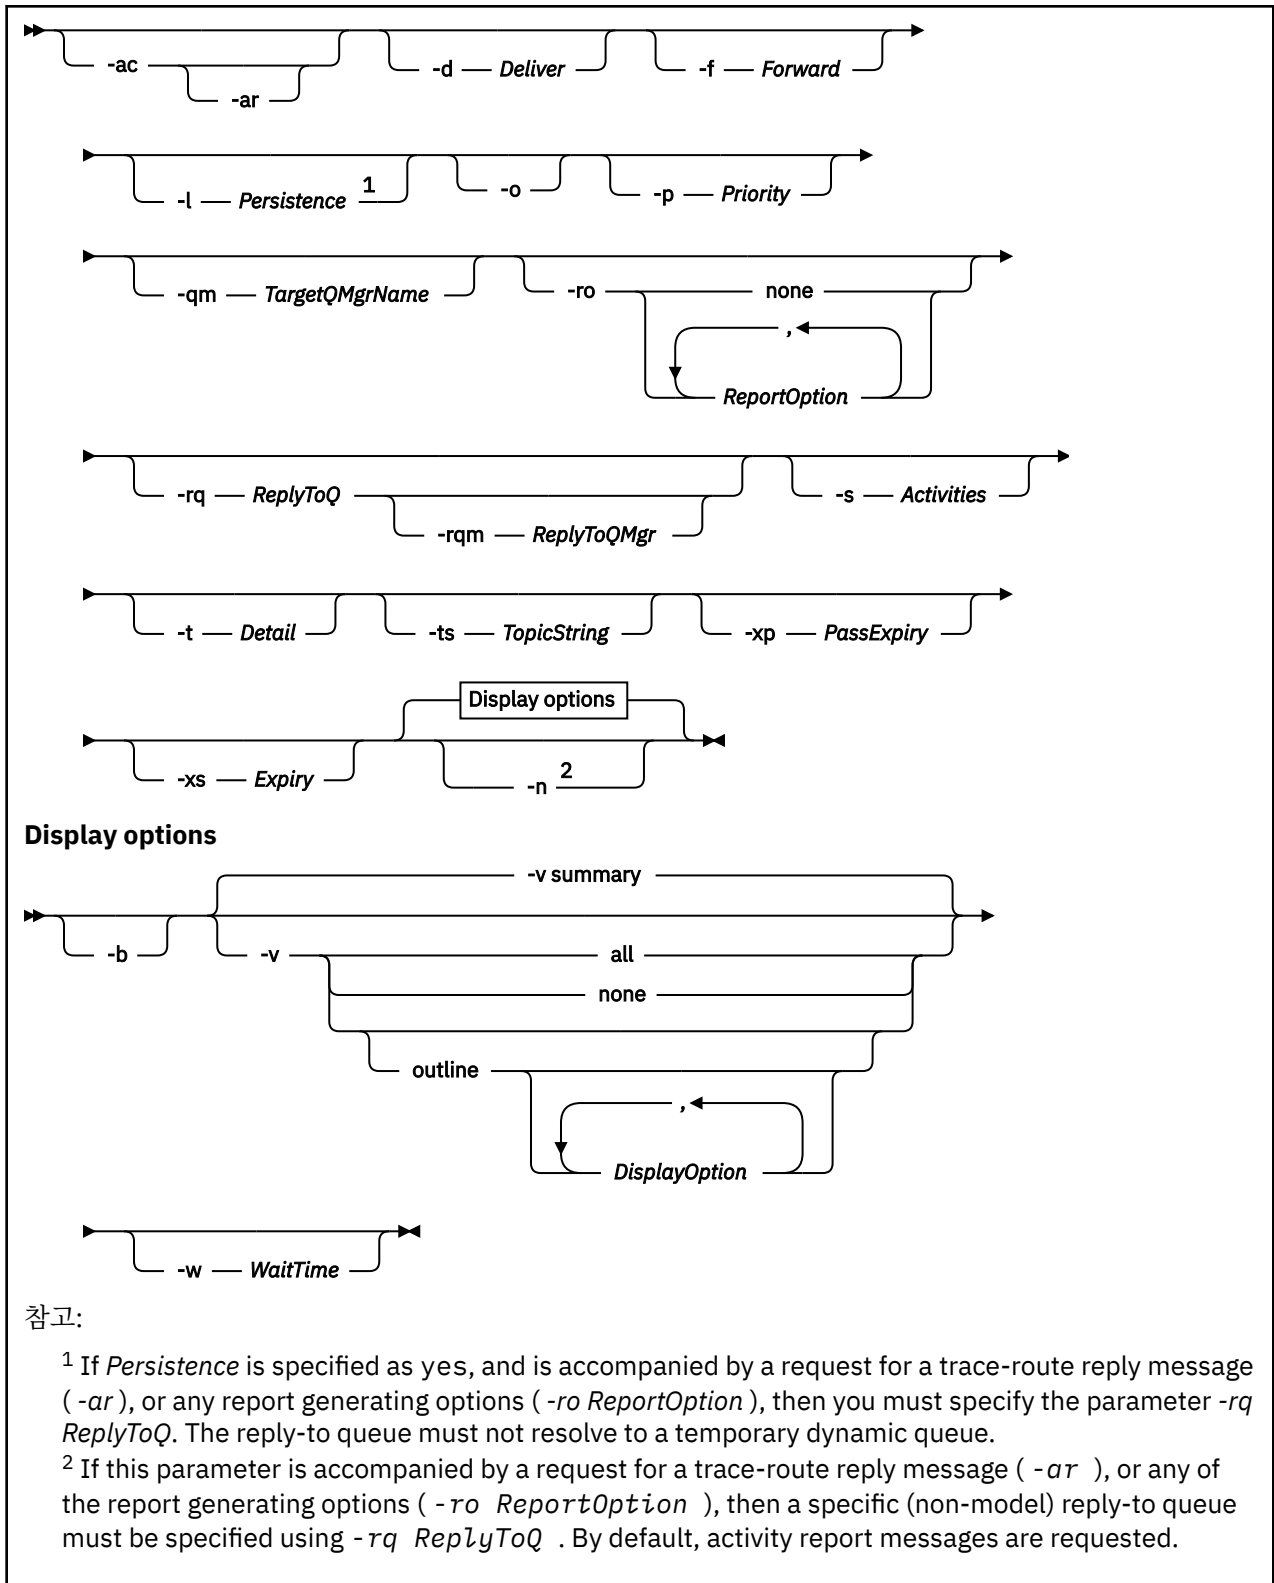 -ac
-ar
-d Deliver
-f Forward
-l Persistence 1
-o
-p Priority
-qm TargetQMgrName
-ro none
,
ReportOption
-rq ReplyToQ
-rqm ReplyToQMgr
-s Activities
-t Detail
-ts TopicString
-xp PassExpiry
Display options
-xs Expiry
-n 2
Display options
-v summary
-b
-v all
none
outline
,
DisplayOption
-w WaitTime
참고:
1 If Persistence is specified as yes, and is accompanied by a request for a trace-route reply message
( -ar ), or any report generating options ( -ro ReportOption ), then you must specify the parameter -rq
ReplyToQ. The reply-to queue must not resolve to a temporary dynamic queue.
2 If this parameter is accompanied by a request for a trace-route reply message ( -ar ), or any of
the report generating options ( -ro ReportOption ), then a specific (non-model) reply-to queue
must be specified using -rq ReplyToQ . By default, activity report messages are requested.